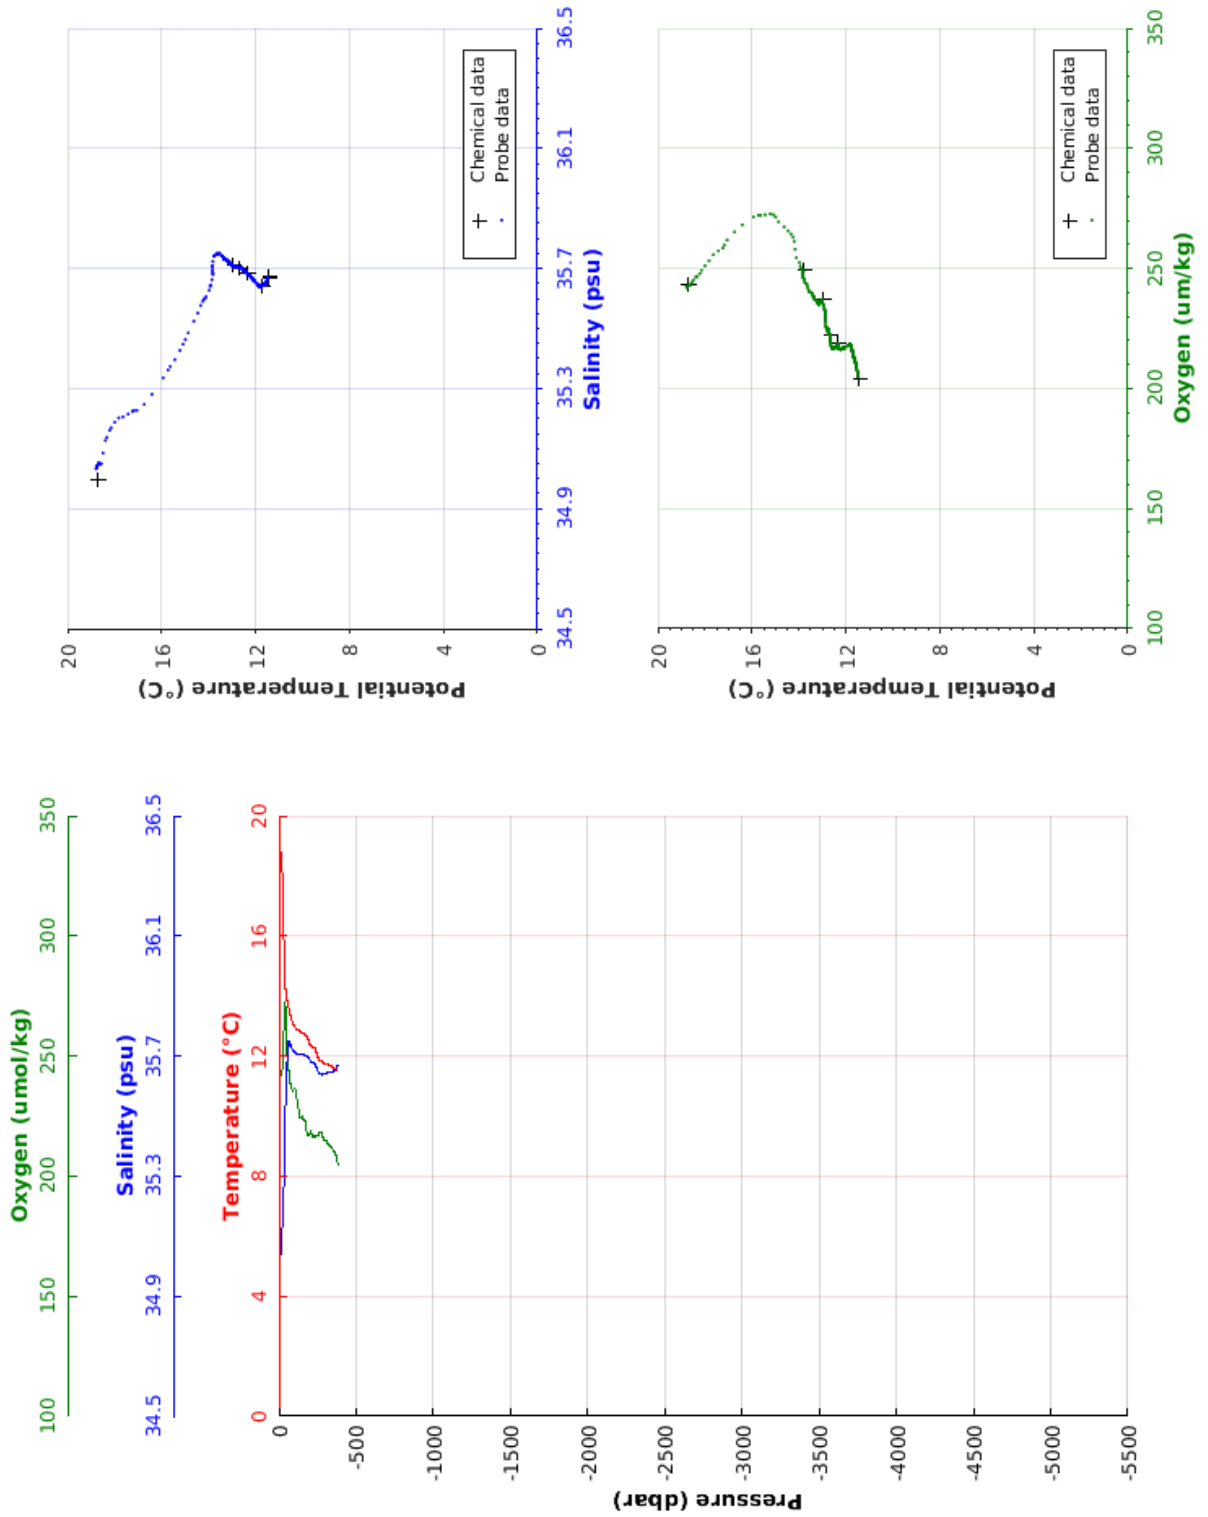 Oxygen (umol/kg)
100 150 200 250 300 350
Salinity (psu)
34.5 34.9 35.3 35.7 36.1 36.5
Temperature (°C)
0 4 8 12 16 20
Pressure (dbar)
0
-500
-1000
-1500
-2000
-2500
-3000
-3500
-4000
-4500
-5000
-5500
Potential Temperature (°C)
20
16
12
8
4
0
Chemical data
Probe data
34.5 34.9 35.3 35.7 36.1 36.5
Salinity (psu)
Potential Temperature (°C)
20
16
12
8
4
0
Chemical data
Probe data
100 150 200 250 300 350
Oxygen (um/kg)